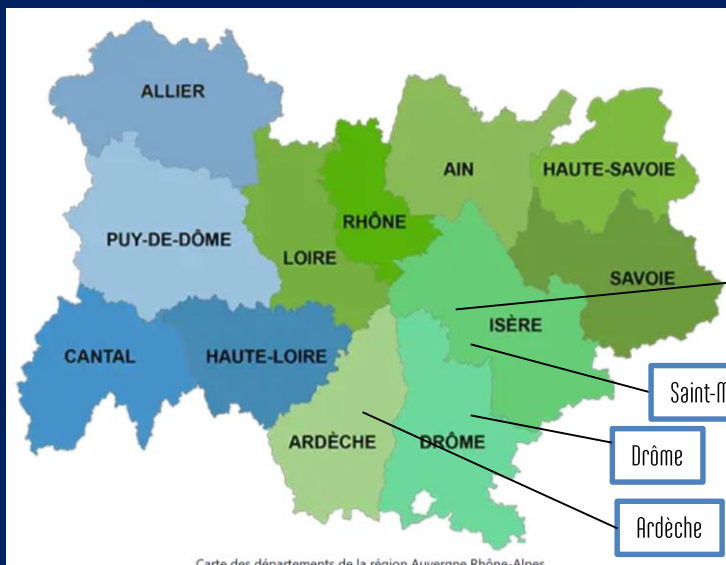 ALLIER
AIN
HAUTE-SAVOIE
RHÔNE
PUY-DE-DÔME
LOIRE
SAVOIE
ISÈRE
CANTAL
HAUTE-LOIRE
Saint-M
ARDÈCHE
DRÔME
Drôme
Ardèche
Carte des départements de la région Auvergne Rhône-Alpes